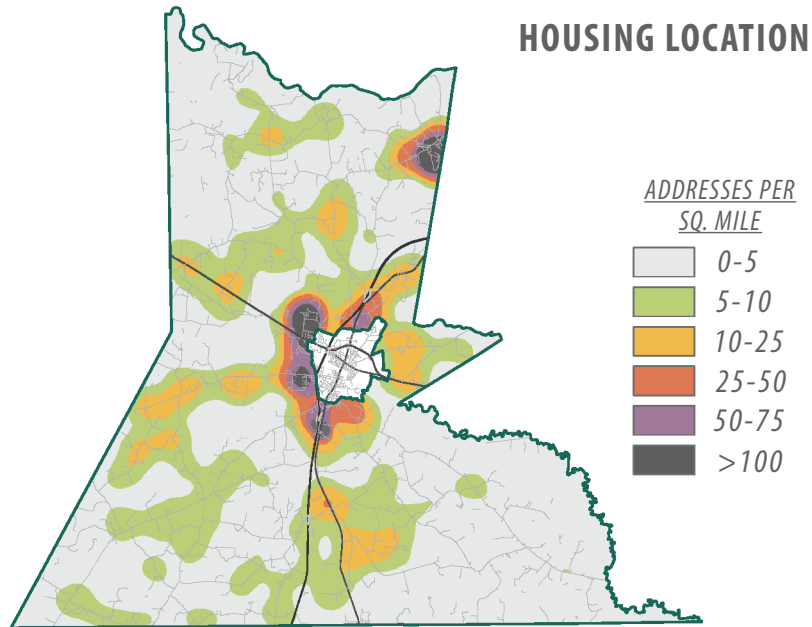 HOUSING LOCATION
ADDRESSES PER
SQ. MILE
0-5
5-10
10-25
25-50
50-75
>100